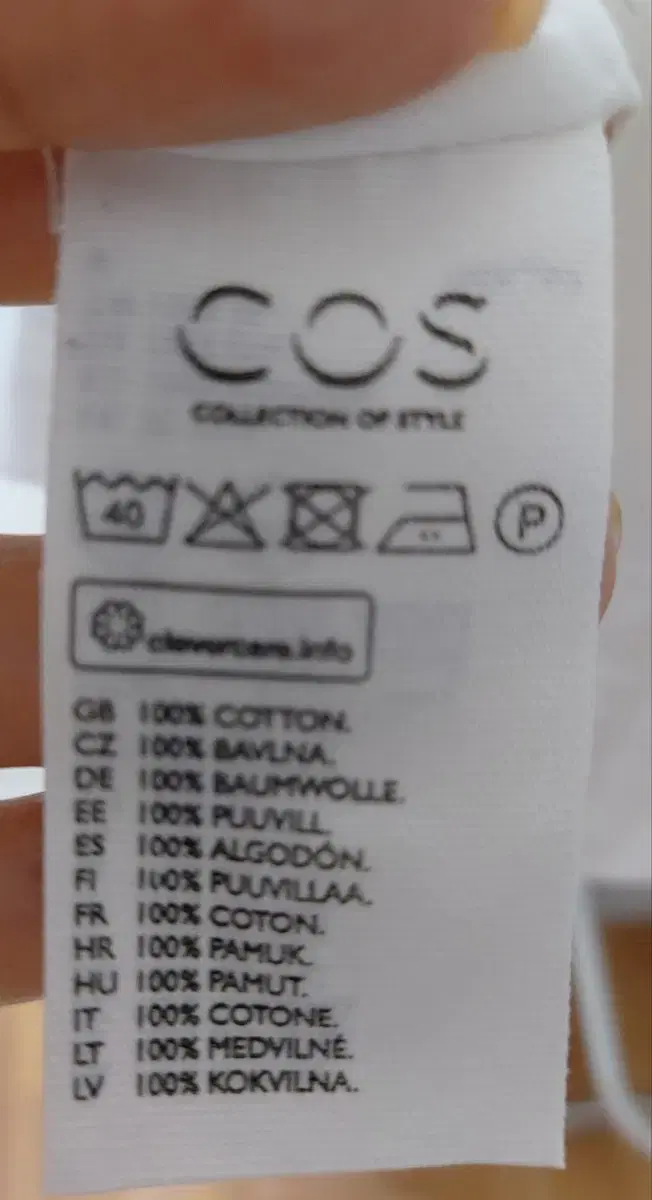 COS
COLLECTION OF STYLE
40 P
clevercare.info
GB 100% COTTON.
CZ 100% BAVLNA.
DE 100% BAUMWOLLE.
EE 100% PUUVILL.
ES 100% ALGODÓN.
FI 100% PUUVILLAA.
FR 100% COTON.
HR 100% PAMUK.
HU 100% PAMUT.
IT 100% COTONE.
LT 100% MEDVILNĖ.
LV 100% KOKVILNA.